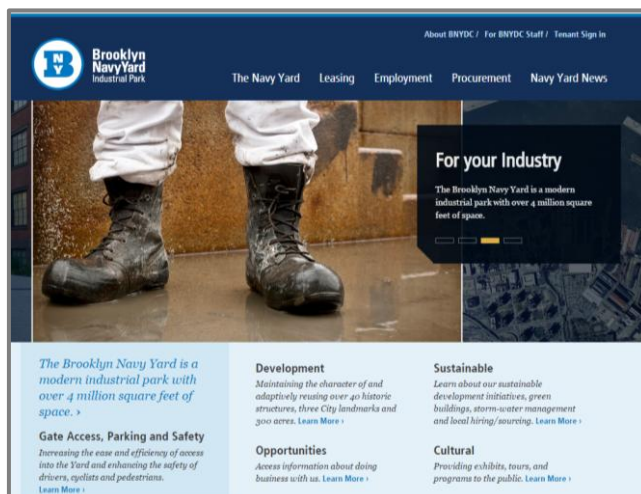 About BNYDC / For BNYDC Staff / Tenant Sign in
B
NY
Brooklyn
NavyYard
Industrial Park
The Navy Yard Leasing Employment Procurement Navy Yard News
For your Industry
The Brooklyn Navy Yard is a modern
industrial park with over 4 million square
feet of space.
The Brooklyn Navy Yard is a
modern industrial park with
over 4 million square feet of
space. ›
Gate Access, Parking and Safety
Increasing the ease and efficiency of access
into the Yard and enhancing the safety of
drivers, cyclists and pedestrians.
Learn More ›
Development
Maintaining the character of and
adaptively reusing over 40 historic
structures, three City landmarks and
300 acres. Learn More ›
Opportunities
Access information about doing
business with us. Learn More ›
Sustainable
Learn about our sustainable
development initiatives, green
buildings, storm-water management
and local hiring/sourcing. Learn More ›
Cultural
Providing exhibits, tours, and
programs to the public. Learn More ›